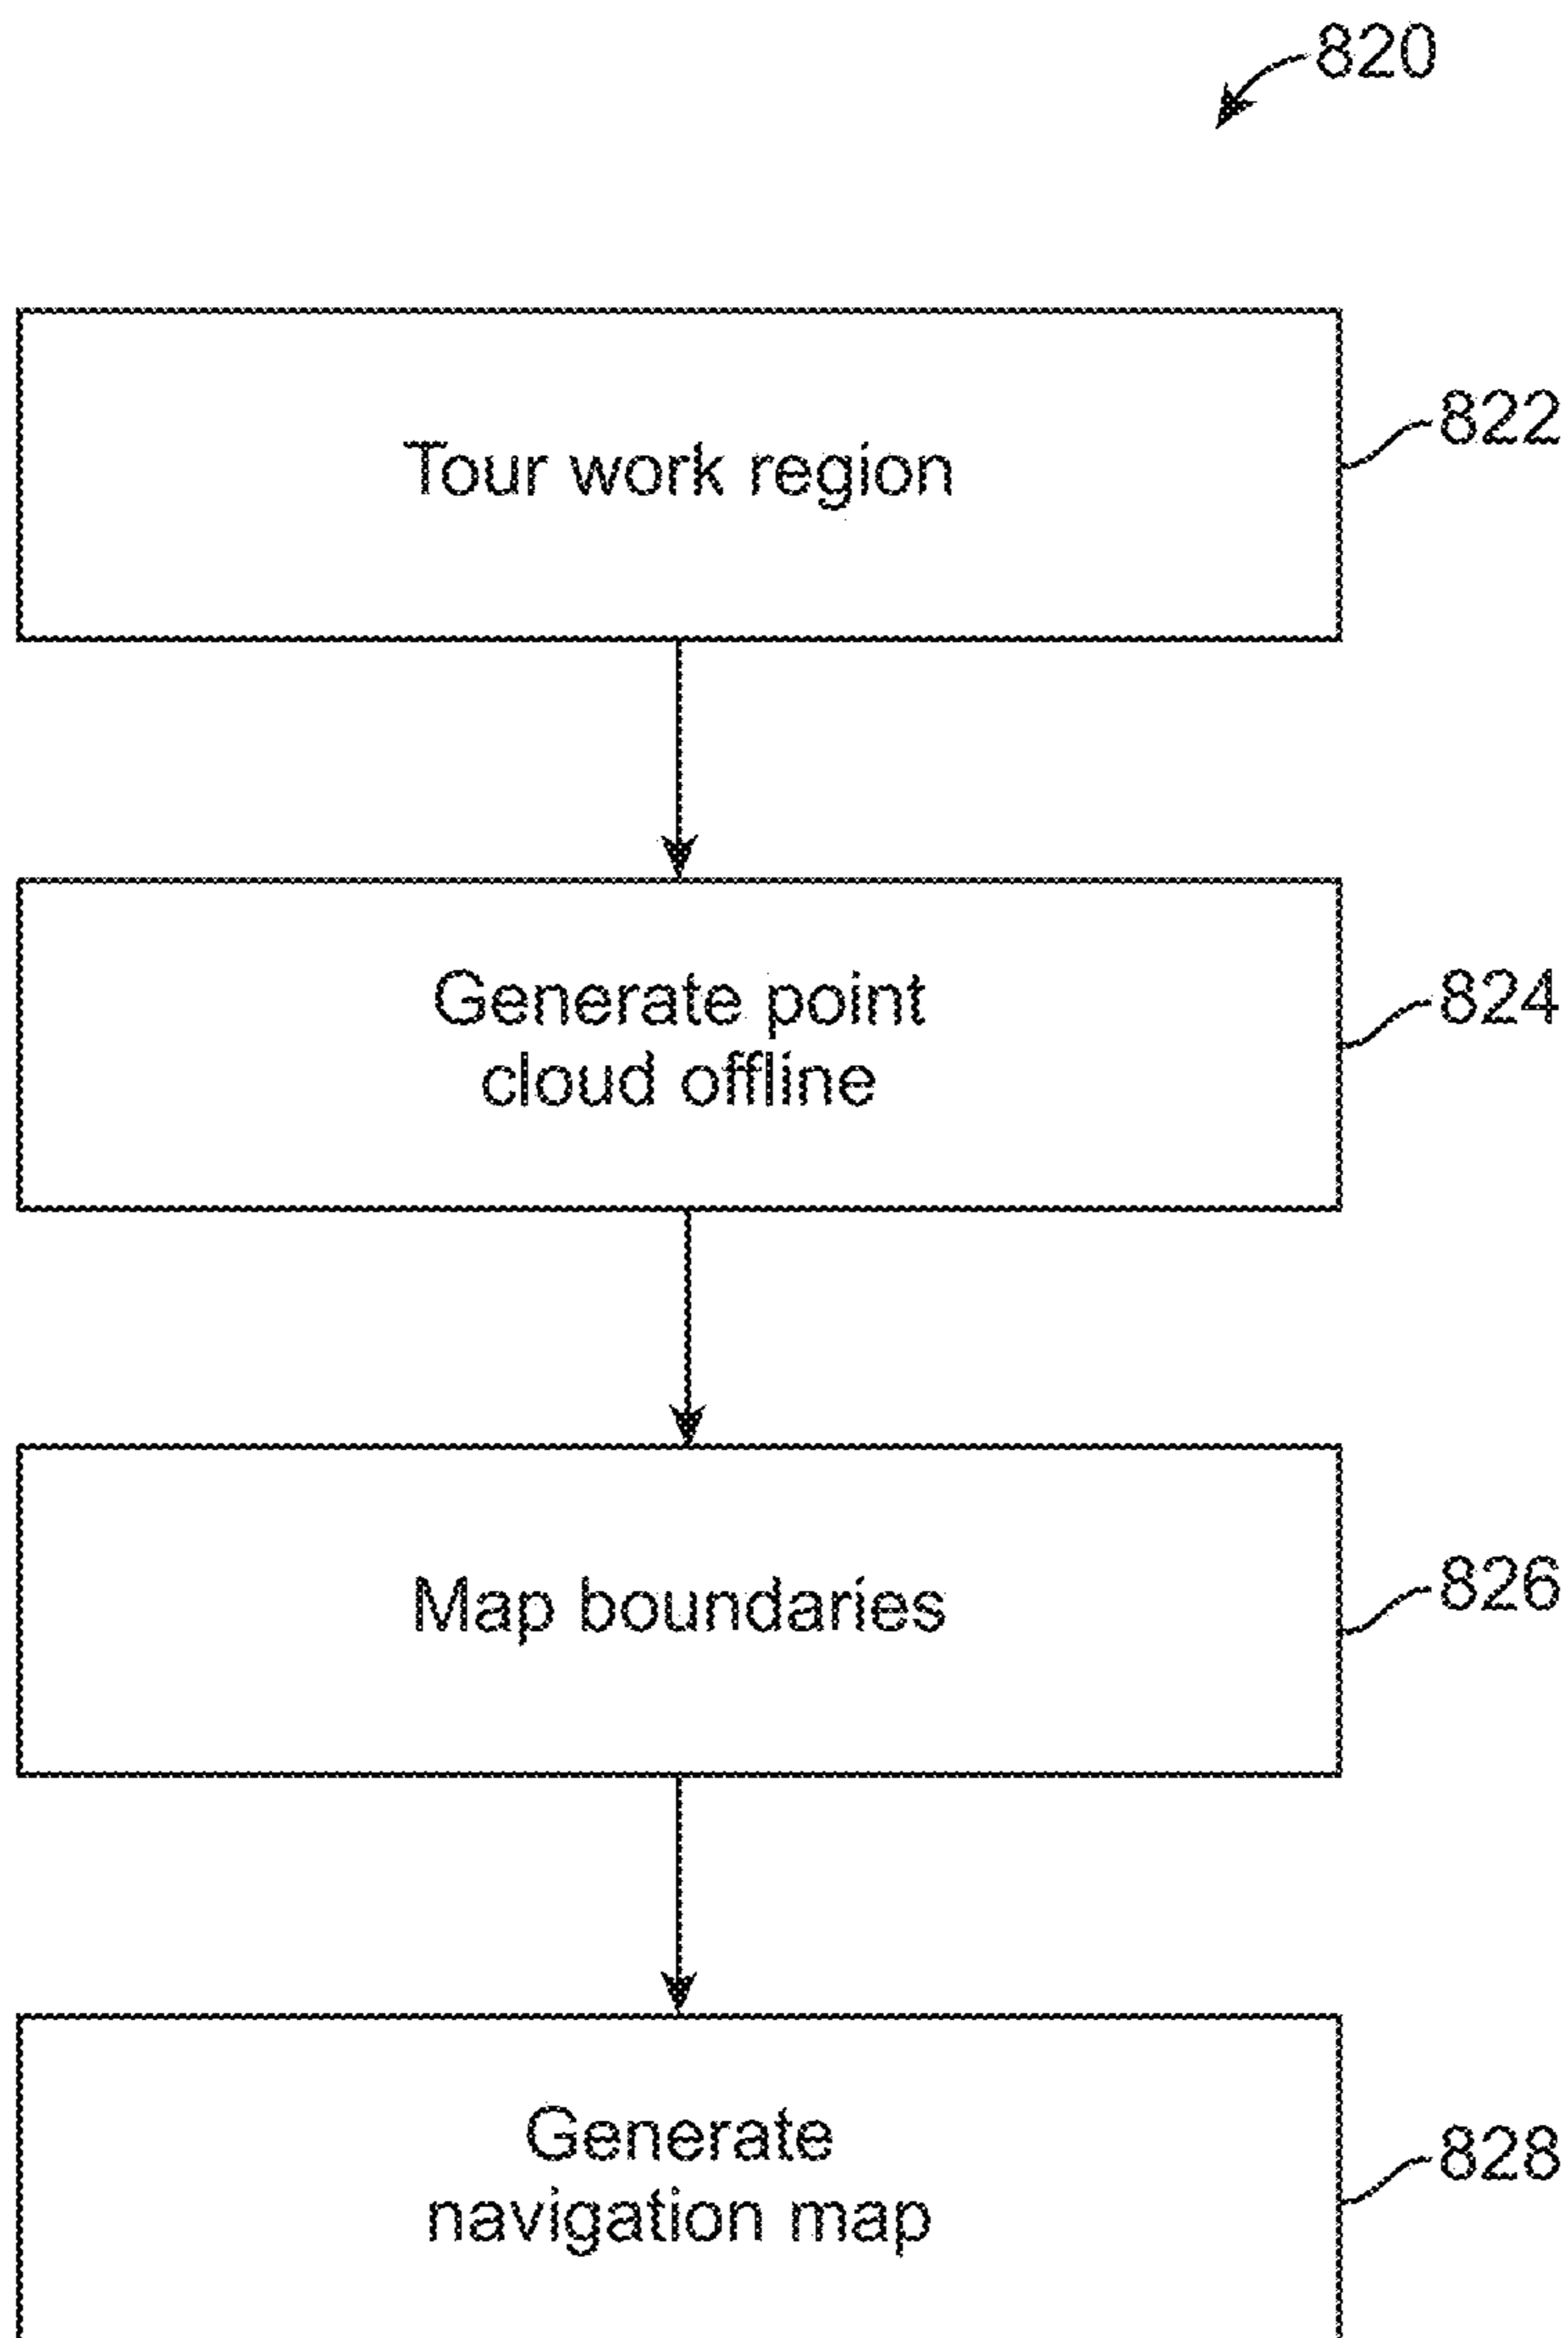 820
Tour work region
822
Generate point
cloud offline
824
Map boundaries
826
Generate
navigation map
828